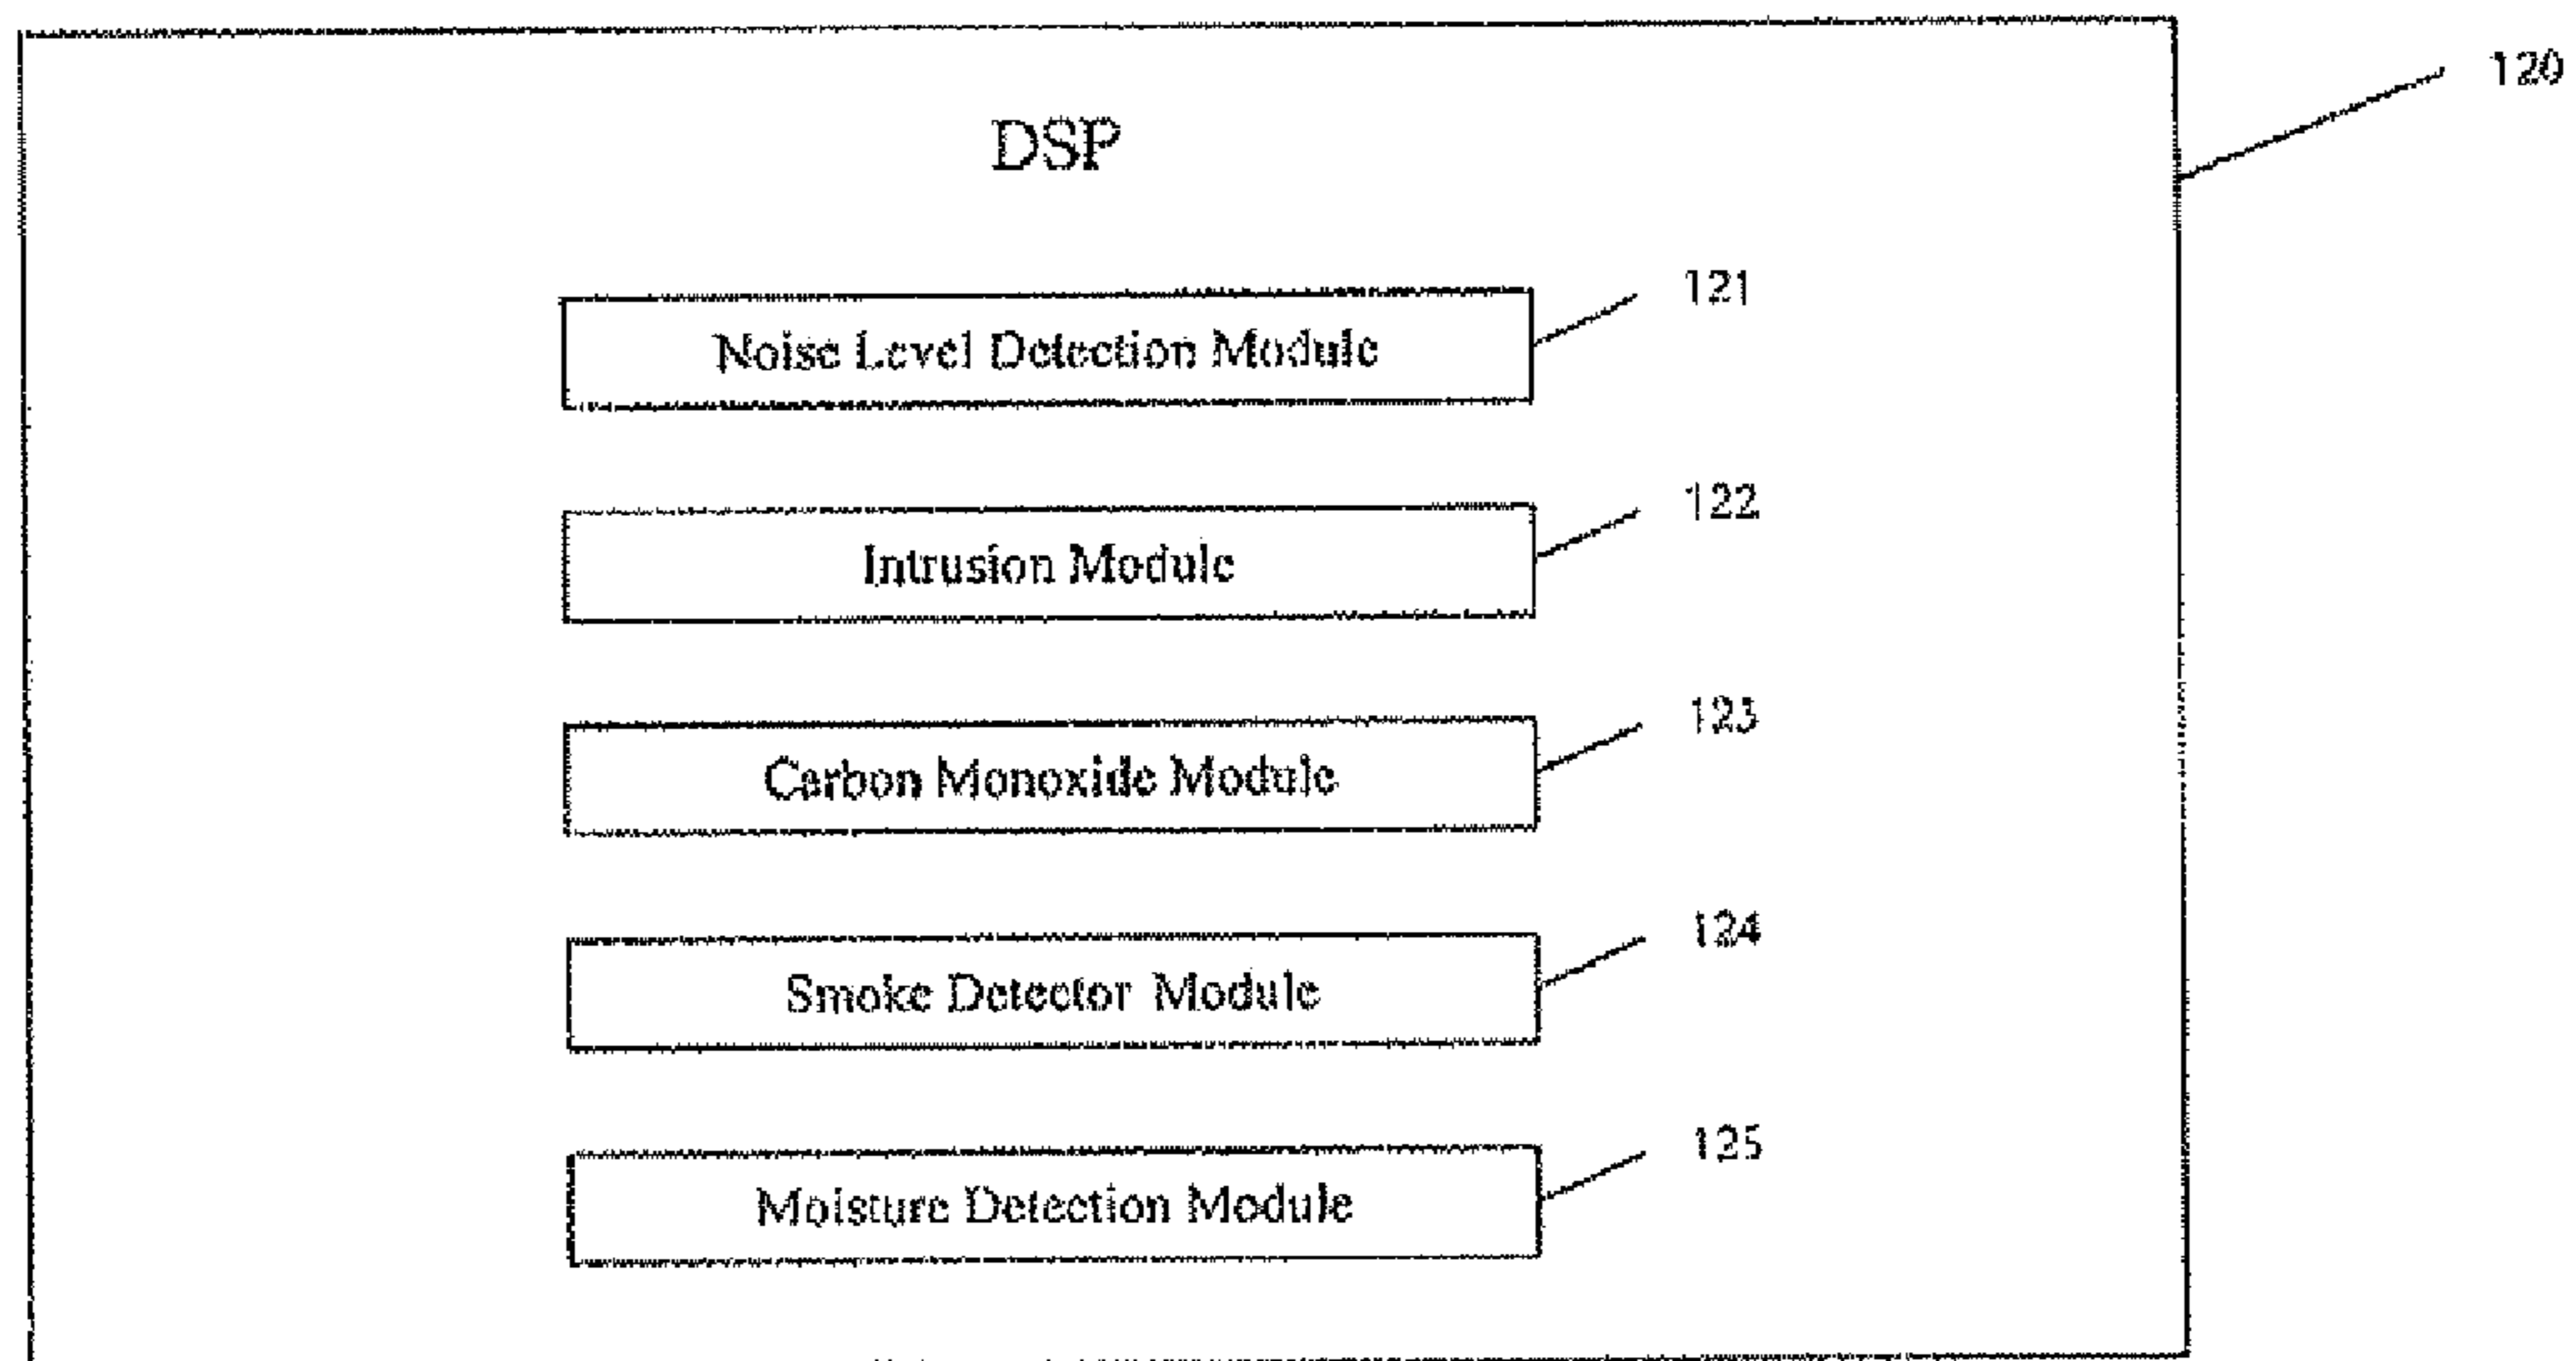 120
DSP
121
Noise Level Detection Module
122
Intrusion Module
123
Carbon Monoxide Module
124
Smoke Detector Module
125
Moisture Detection Module